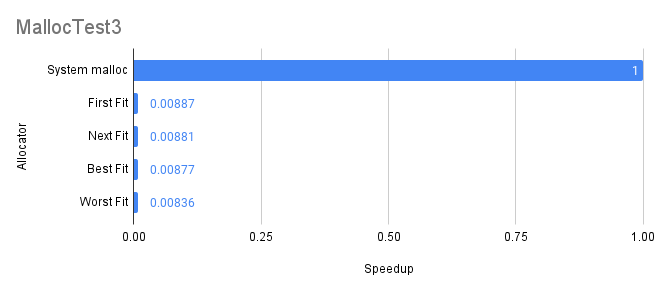 MallocTest3
System malloc
1
First Fit
0.00887
Next Fit
0.00881
Best Fit
0.00877
Worst Fit
0.00836
Allocator
0.00 0.25 0.50 0.75 1.00
Speedup